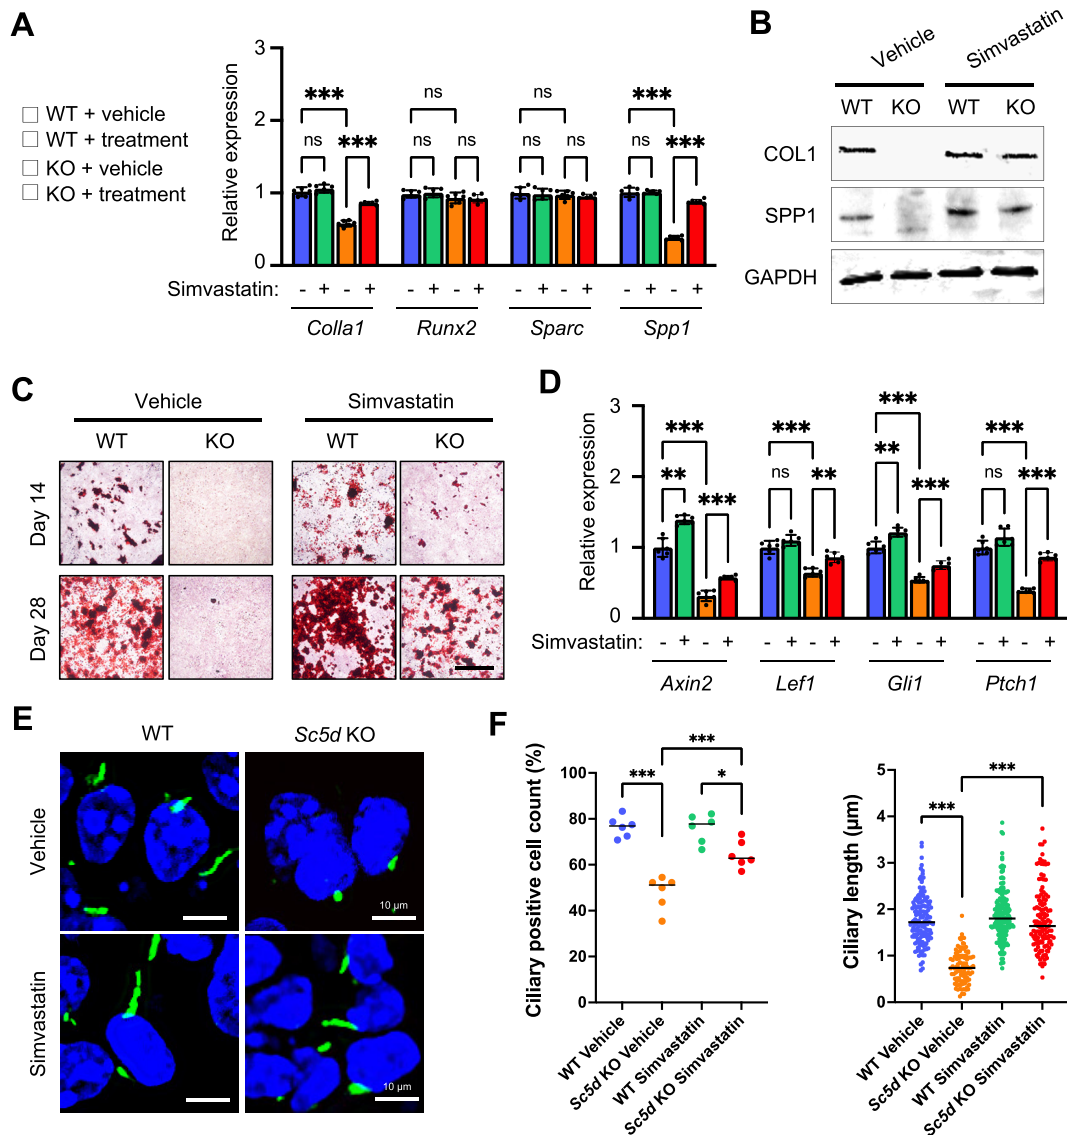 A
WT + vehicle
WT + treatment
KO + vehicle
KO + treatment
Relative expression
3
2
1
0
*** ns ***
ns ns ns
ns ns ns
*** ns ***
Simvastatin: - + - + - + - + - + - + - + - +
Colla1 Runx2 Sparc Spp1
B
Vehicle Simvastatin
WT KO WT KO
COL1
SPP1
GAPDH
C
Vehicle Simvastatin
WT KO WT KO
Day 14
Day 28
D
Relative expression
3
2
1
0
*** ** ***
*** ns **
*** ** ***
*** ns ***
Simvastatin: - + - + - + - + - + - + - + - +
Axin2 Lef1 Gli1 Ptch1
E
WT Sc5d KO
Vehicle
10 μm
Simvastatin
10 μm
F
Ciliary positive cell count (%)
100
80
60
40
20
0
***
*** *
WT Vehicle
Sc5d KO Vehicle
WT Simvastatin
Sc5d KO Simvastatin
Ciliary length (μm)
5
4
3
2
1
0
***
***
WT Vehicle
Sc5d KO Vehicle
WT Simvastatin
Sc5d KO Simvastatin